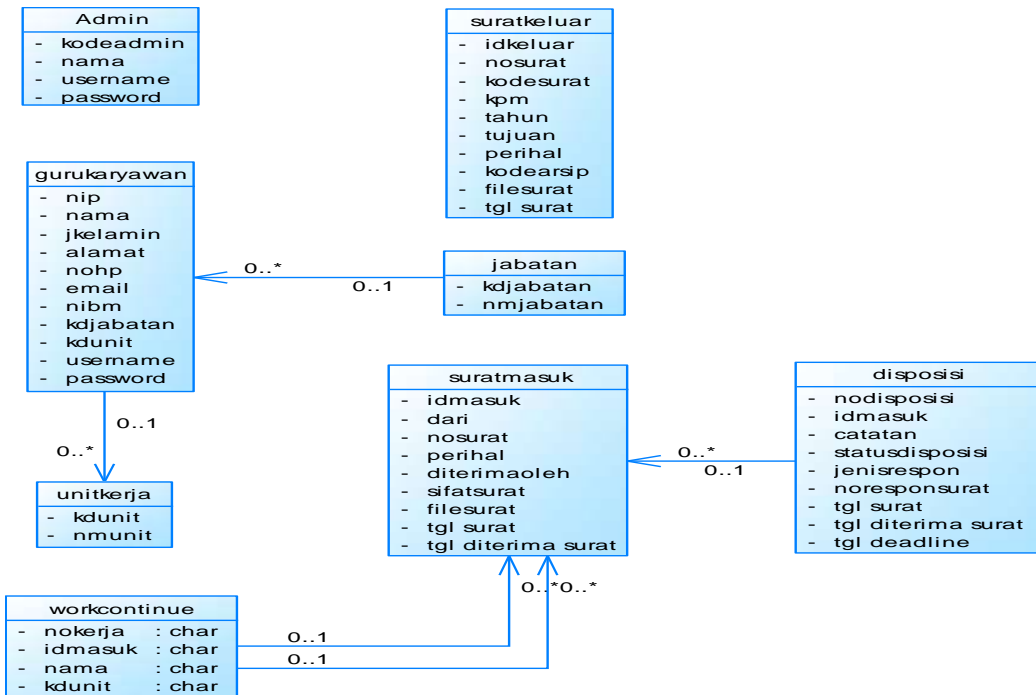 Admin
- kodeadmin
- nama
- username
- password
suratkeluar
- idkeluar
- nosurat
- kodesurat
- kpm
- tahun
- tujuan
- perihal
- kodearsip
- filesurat
- tgl surat
gurukaryawan
- nip
- nama
- jkelamin
- alamat
- nohp
- email
- nibm
- kdjabatan
- kdunit
- username
- password
0..*
0..1
jabatan
- kdjabatan
- nmjabatan
0..1
0..*
unitkerja
- kdunit
- nmunit
suratmasuk
- idmasuk
- dari
- nosurat
- perihal
- diterimaoleh
- sifatsurat
- filesurat
- tgl surat
- tgl diterima surat
0..*
0..1
disposisi
- nodisposisi
- idmasuk
- catatan
- statusdisposisi
- jenisrespon
- noresponsurat
- tgl surat
- tgl diterima surat
- tgl deadline
0..*0..*
0..1
0..1
workcontinue
- nokerja : char
- idmasuk : char
- nama : char
- kdunit : char